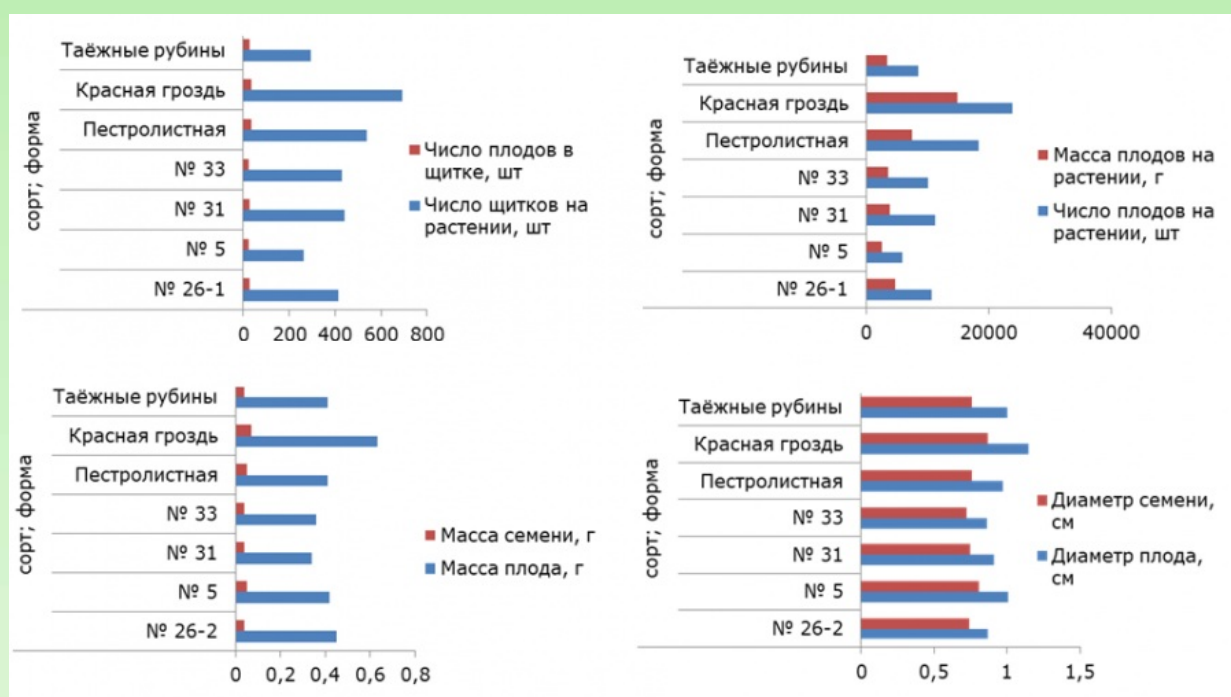 Таёжные рубины
Красная гроздь
Пестролистная
№ 33
№ 31
№ 5
№ 26-1
сорт; форма
0 200 400 600 800
Число плодов в
щитке, шт
Число щитков на
растении, шт
Таёжные рубины
Красная гроздь
Пестролистная
№ 33
№ 31
№ 5
№ 26-1
сорт; форма
0 20000 40000
Масса плодов на
растении, г
Число плодов на
растении, шт
Таёжные рубины
Красная гроздь
Пестролистная
№ 33
№ 31
№ 5
№ 26-2
сорт; форма
0 0,2 0,4 0,6 0,8
Масса семени, г
Масса плода, г
Таёжные рубины
Красная гроздь
Пестролистная
№ 33
№ 31
№ 5
№ 26-2
сорт; форма
0 0,5 1 1,5
Диаметр семени,
см
Диаметр плода,
см